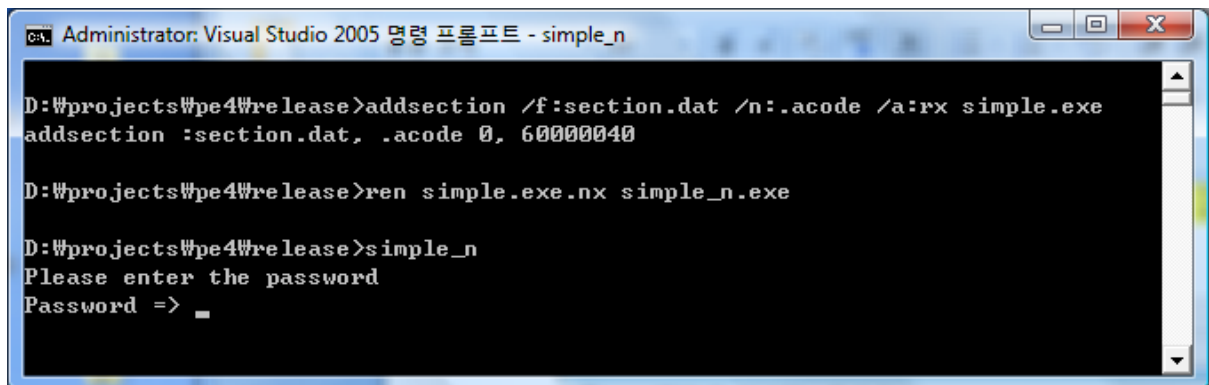 Administrator: Visual Studio 2005 명령 프롬프트 - simple_n
D:₩projects₩pe4₩release>addsection /f:section.dat /n:.acode /a:rx simple.exe
addsection :section.dat, .acode 0, 60000040
D:₩projects₩pe4₩release>ren simple.exe.nx simple_n.exe
D:₩projects₩pe4₩release>simple_n
Please enter the password
Password => _